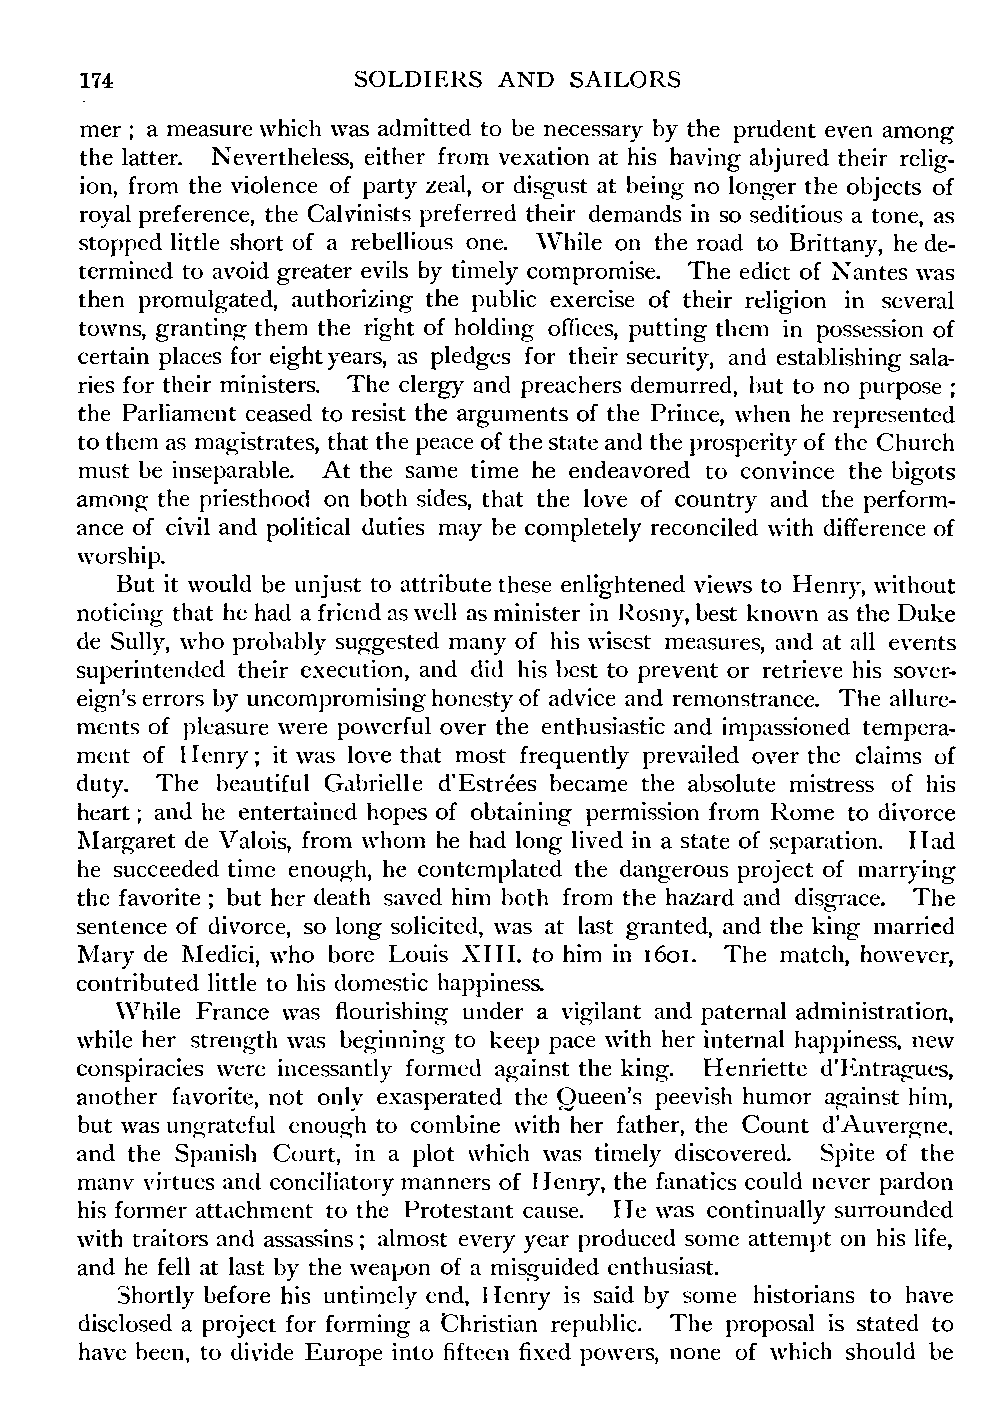 174 SOLDIERS AND SAILORS
mer ; a measure which was admitted to be necessary by the prudent even among
the latter. Nevertheless, either from vexation at his having abjured their relig-
ion, from the violence of party zeal, or disgust at being no longer the objects of
royal preference, the Calvinists preferred their demands in so seditious a tone, as
stopped little short of a rebellious one. While on the road to Brittany, he de-
termined to avoid greater evils by timely compromise. The edict of Nantes was
then promulgated, authorizing the public exercise of their religion in several
towns, granting them the right of holding offices, putting them in possession of
certain places for eight years, as pledges for their security, and establishing sala-
ries for their ministers. The clergy and preachers demurred, but to no purpose ;
the Parliament ceased to resist the arguments of the Prince, when he represented
to them as magistrates, that the peace of the state and the prosperity of the Church
must be inseparable. At the same time he endeavored to convince the bigots
among the priesthood on both sides, that the love of country and the perform-
ance of civil and political duties may be completely reconciled with difference of
worship.
But it would be unjust to attribute these enlightened views to Henry, without
noticing that he had a friend as well as minister in Rosny, best known as the Duke
de Sully, who probably suggested many of his wisest measures, and at all events
superintended their execution, and did his best to prevent or retrieve his sover-
eign's errors by uncompromising honesty of advice and remonstrance. The allure-
ments of pleasure were powerful over the enthusiastic and impassioned tempera-
ment of Henry ; it was love that most frequently prevailed over the claims of
duty. The beautiful Gabrielle d'Estrées became the absolute mistress of his
heart ; and he entertained hopes of obtaining permission from Rome to divorce
Margaret de Valois, from whom he had long lived in a state of separation. Had
he succeeded time enough, he contemplated the dangerous project of marrying
the favorite ; but her death saved him both from the hazard and disgrace. The
sentence of divorce, so long solicited, was at last granted, and the king married
Mary de Medici, who bore Louis XIII. to him in 1601. The match, however,
contributed little to his domestic happiness.
While France was flourishing under a vigilant and paternal administration,
while her strength was beginning to keep pace with her internal happiness, new
conspiracies were incessantly formed against the king. Henriette d'Entragues,
another favorite, not only exasperated the Queen's peevish humor against him,
but was ungrateful enough to combine with her father, the Count d'Auvergne,
and the Spanish Court, in a plot which was timely discovered. Spite of the
many virtues and conciliatory manners of Henry, the fanatics could never pardon
his former attachment to the Protestant cause. He was continually surrounded
with traitors and assassins ; almost every year produced some attempt on his life,
and he fell at last by the weapon of a misguided enthusiast.
Shortly before his untimely end, Henry is said by some historians to have
disclosed a project for forming a Christian republic. The proposal is stated to
have been, to divide Europe into fifteen fixed powers, none of which should be